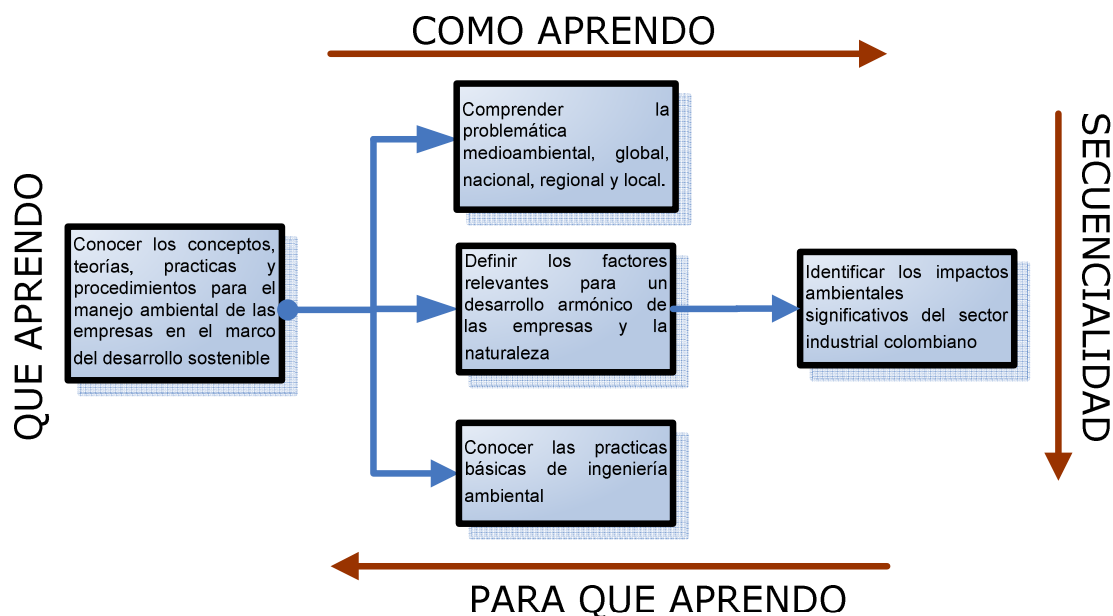 COMO APRENDO
QUE APRENDO
Conocer los conceptos,
teorías, practicas y
procedimientos para el
manejo ambiental de las
empresas en el marco
del desarrollo sostenible
Comprender la
problemática
medioambiental, global,
nacional, regional y local.
Definir los factores
relevantes para un
desarrollo armónico de
las empresas y la
naturaleza
Conocer las practicas
básicas de ingeniería
ambiental
Identificar los impactos
ambientales
significativos del sector
industrial colombiano
SECUENCIALIDAD
PARA QUE APRENDO